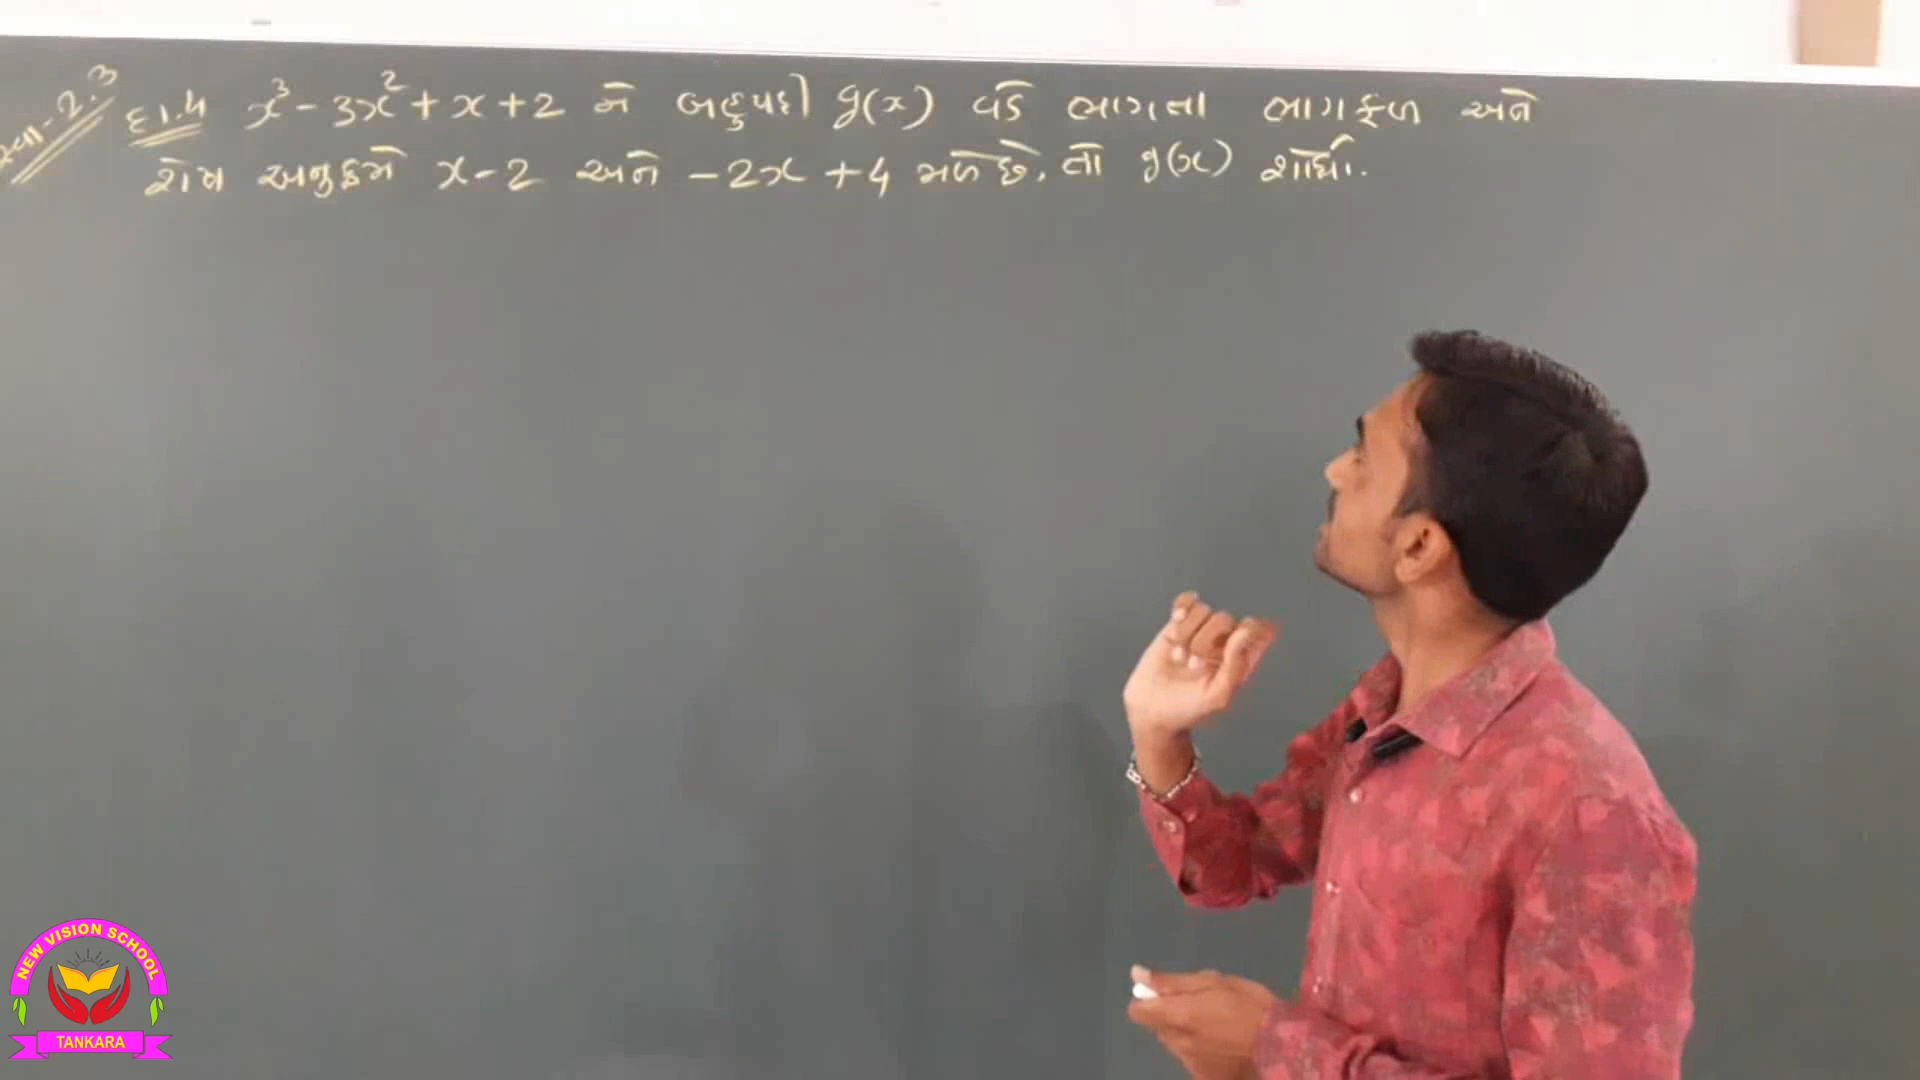 સ્વા-2.3
દા.4 x³ - 3x² + x + 2 ને બહુપદી g(x) વડે ભાગતા ભાગફળ અને
શેષ અનુક્રમે x - 2 અને - 2x + 4 મળે છે, તો g(x) શોધો.
NEW VISION SCHOOL
TANKARA